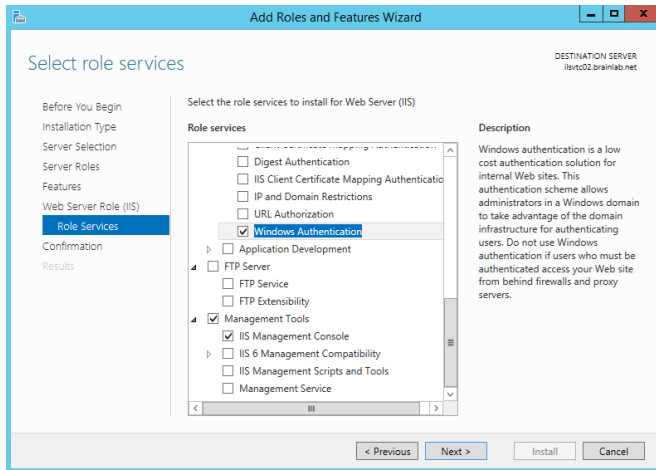 Add Roles and Features Wizard
Select role services
DESTINATION SERVER
ilsvtc02.brainlab.net
Before You Begin
Installation Type
Server Selection
Server Roles
Features
Web Server Role (IIS)
Role Services
Confirmation
Results
Select the role services to install for Web Server (IIS)
Role services
Client Certificate Mapping Authentication
Digest Authentication
IIS Client Certificate Mapping Authenticatio
IP and Domain Restrictions
URL Authorization
Windows Authentication
Application Development
FTP Server
FTP Service
FTP Extensibility
Management Tools
IIS Management Console
IIS 6 Management Compatibility
IIS Management Scripts and Tools
Management Service
Description
Windows authentication is a low
cost authentication solution for
internal Web sites. This
authentication scheme allows
administrators in a Windows domain
to take advantage of the domain
infrastructure for authenticating
users. Do not use Windows
authentication if users who must be
authenticated access your Web site
from behind firewalls and proxy
servers.
< Previous
Next >
Install
Cancel